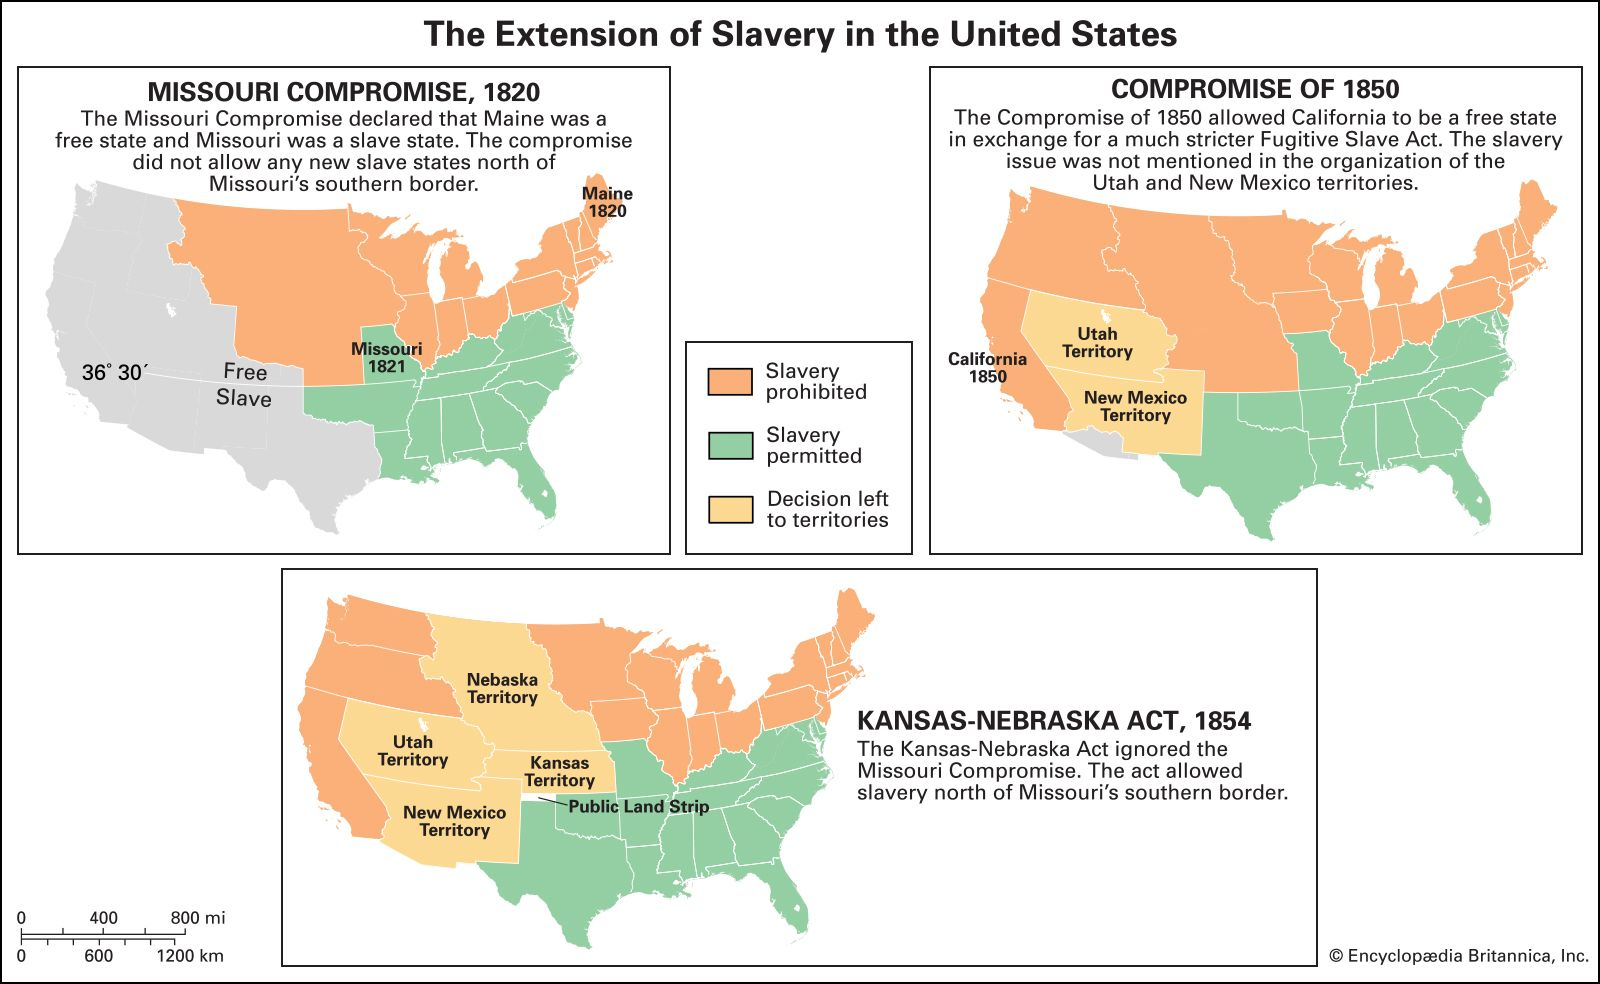 The Extension of Slavery in the United States
MISSOURI COMPROMISE, 1820
The Missouri Compromise declared that Maine was a
free state and Missouri was a slave state. The compromise
did not allow any new slave states north of
Missouri's southern border.
Maine
1820
Missouri
1821
36° 30′
Free
Slave
Slavery
prohibited
Slavery
permitted
Decision left
to territories
COMPROMISE OF 1850
The Compromise of 1850 allowed California to be a free state
in exchange for a much stricter Fugitive Slave Act. The slavery
issue was not mentioned in the organization of the
Utah and New Mexico territories.
Utah
Territory
California
1850
New Mexico
Territory
Nebaska
Territory
Utah
Territory
Kansas
Territory
New Mexico
Territory
Public Land Strip
KANSAS-NEBRASKA ACT, 1854
The Kansas-Nebraska Act ignored the
Missouri Compromise. The act allowed
slavery north of Missouri's southern border.
0 400 800 mi
0 600 1200 km
© Encyclopædia Britannica, Inc.